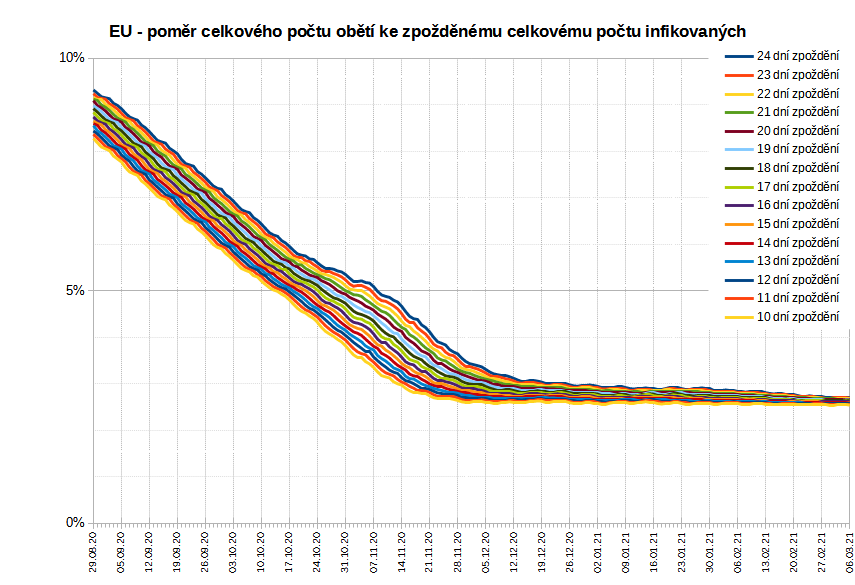 EU - poměr celkového počtu obětí ke zpožděnému celkovému počtu infikovaných
10%
5%
0%
24 dní zpoždění
23 dní zpoždění
22 dní zpoždění
21 dní zpoždění
20 dní zpoždění
19 dní zpoždění
18 dní zpoždění
17 dní zpoždění
16 dní zpoždění
15 dní zpoždění
14 dní zpoždění
13 dní zpoždění
12 dní zpoždění
11 dní zpoždění
10 dní zpoždění
29.08.20
05.09.20
12.09.20
19.09.20
26.09.20
03.10.20
10.10.20
17.10.20
24.10.20
31.10.20
07.11.20
14.11.20
21.11.20
28.11.20
05.12.20
12.12.20
19.12.20
26.12.20
02.01.21
09.01.21
16.01.21
23.01.21
30.01.21
06.02.21
13.02.21
20.02.21
27.02.21
06.03.21